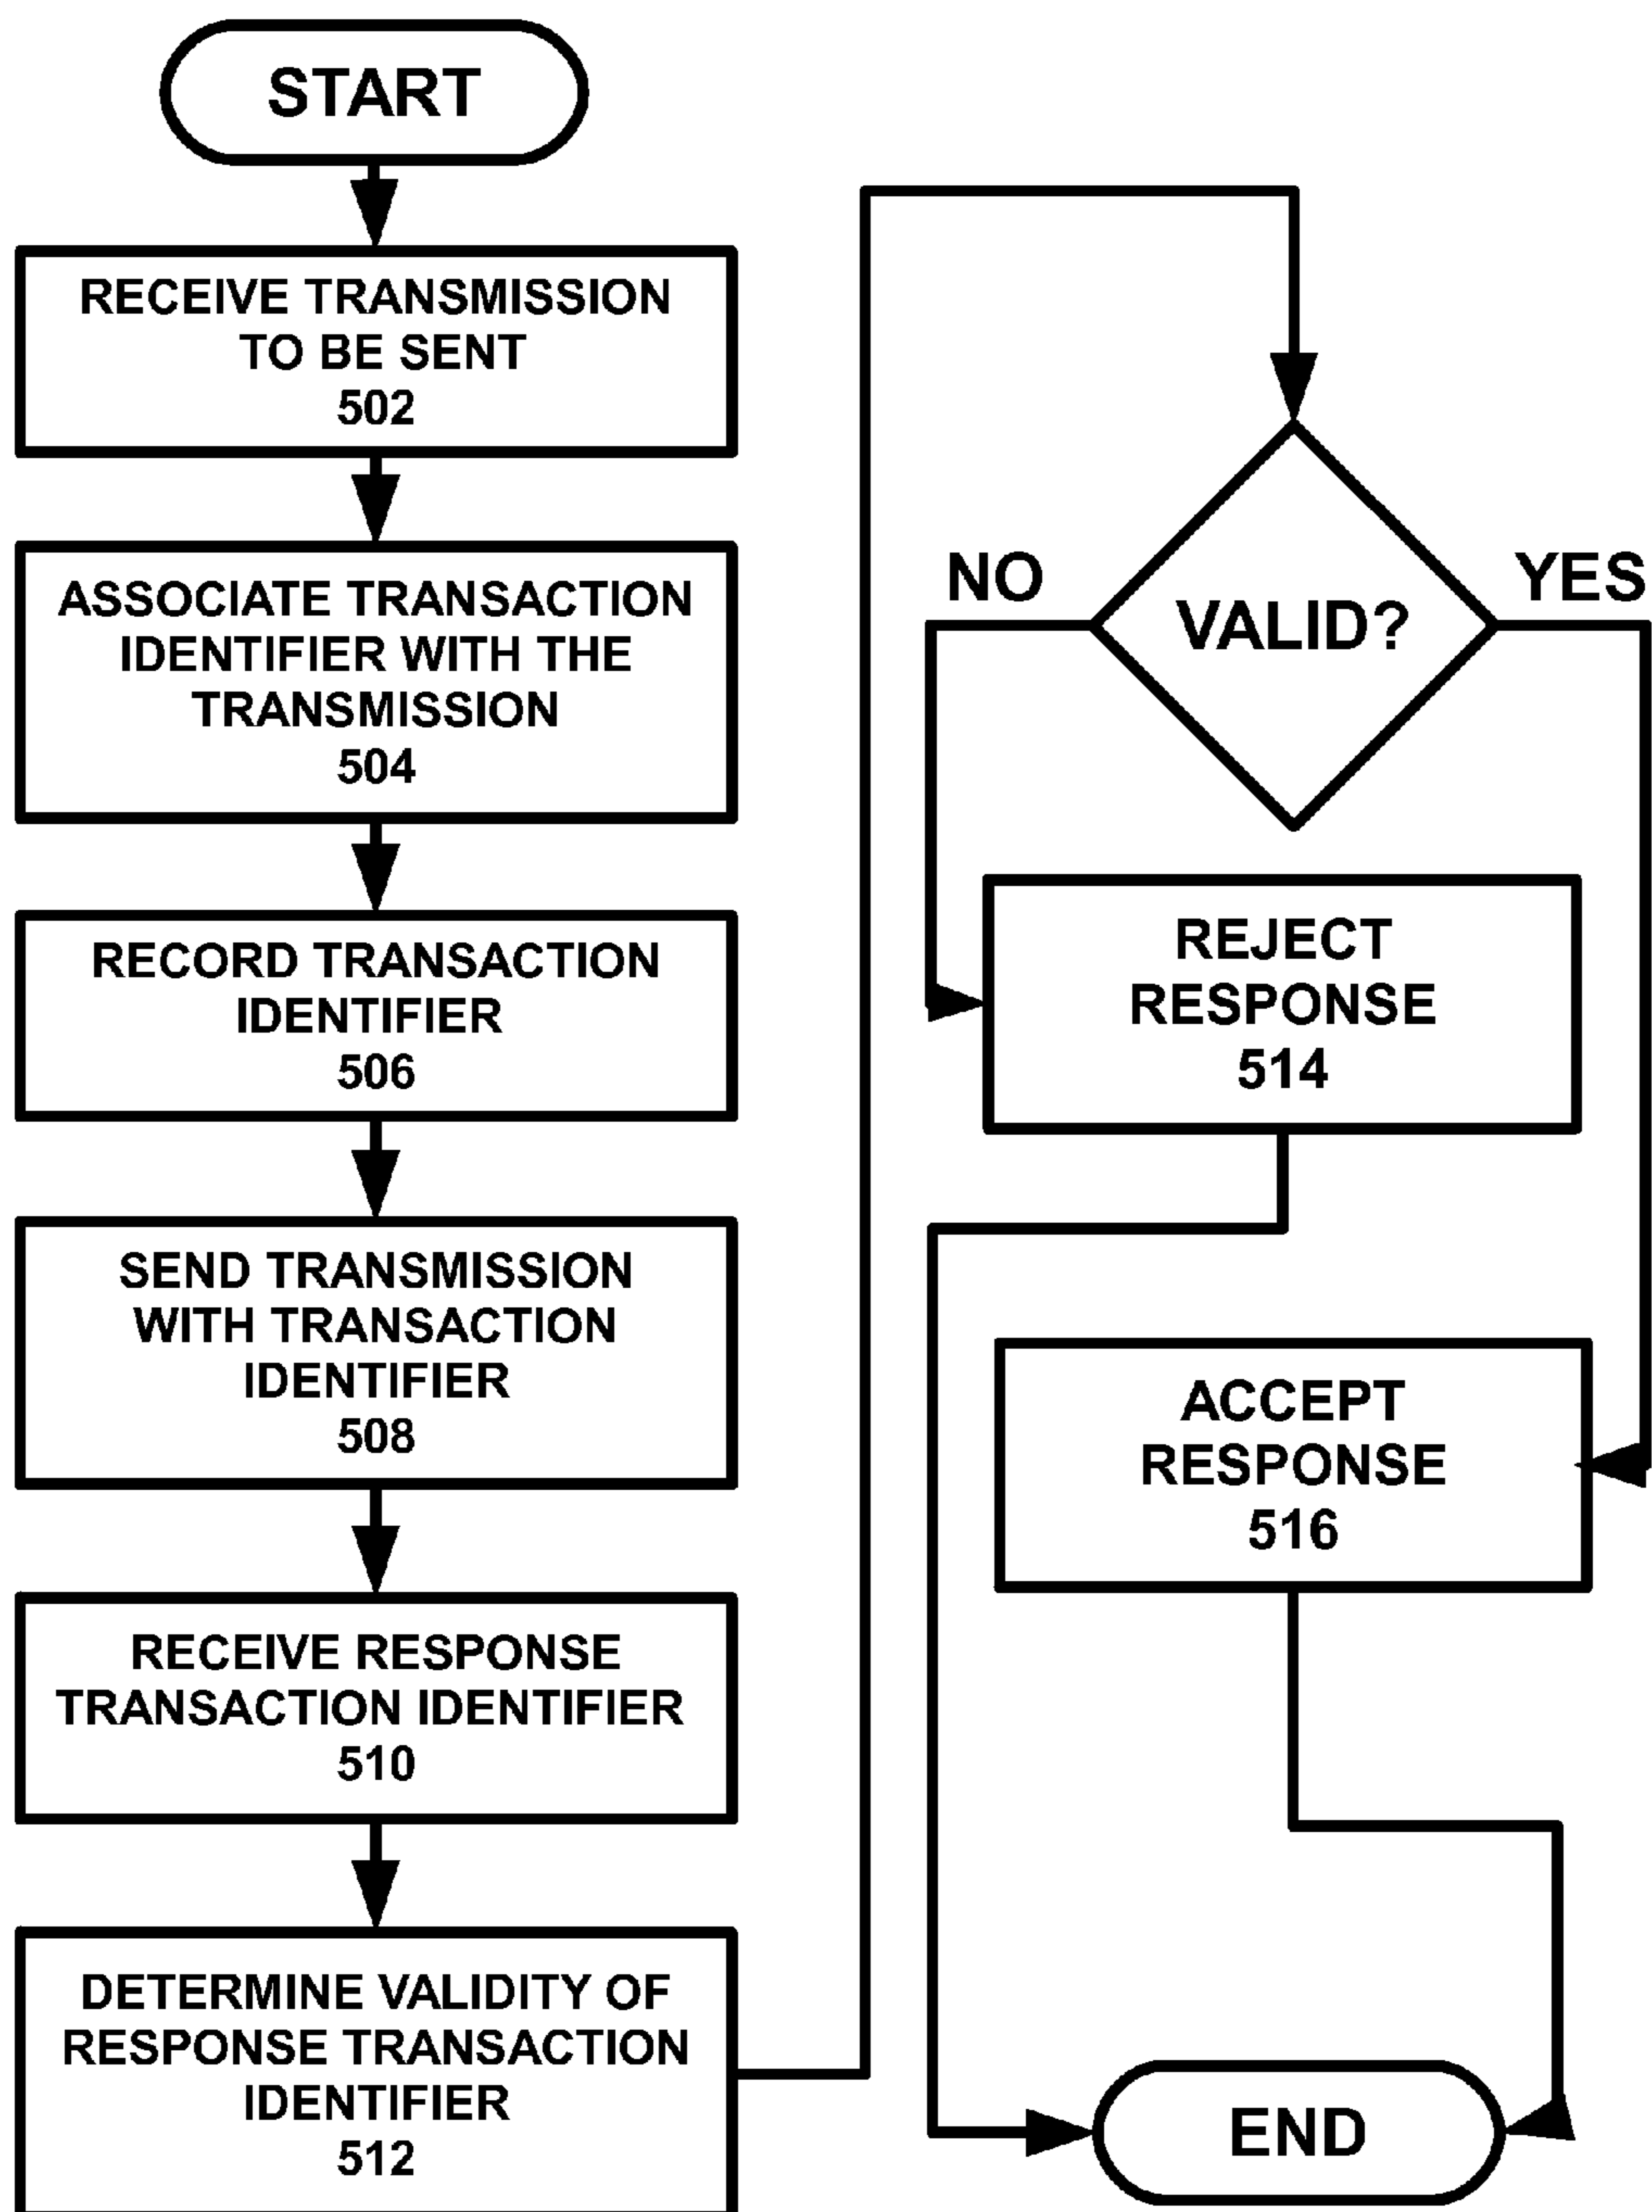 START
RECEIVE TRANSMISSION
TO BE SENT
502
ASSOCIATE TRANSACTION
IDENTIFIER WITH THE
TRANSMISSION
504
RECORD TRANSACTION
IDENTIFIER
506
SEND TRANSMISSION
WITH TRANSACTION
IDENTIFIER
508
RECEIVE RESPONSE
TRANSACTION IDENTIFIER
510
DETERMINE VALIDITY OF
RESPONSE TRANSACTION
IDENTIFIER
512
VALID?
NO
YES
REJECT
RESPONSE
514
ACCEPT
RESPONSE
516
END